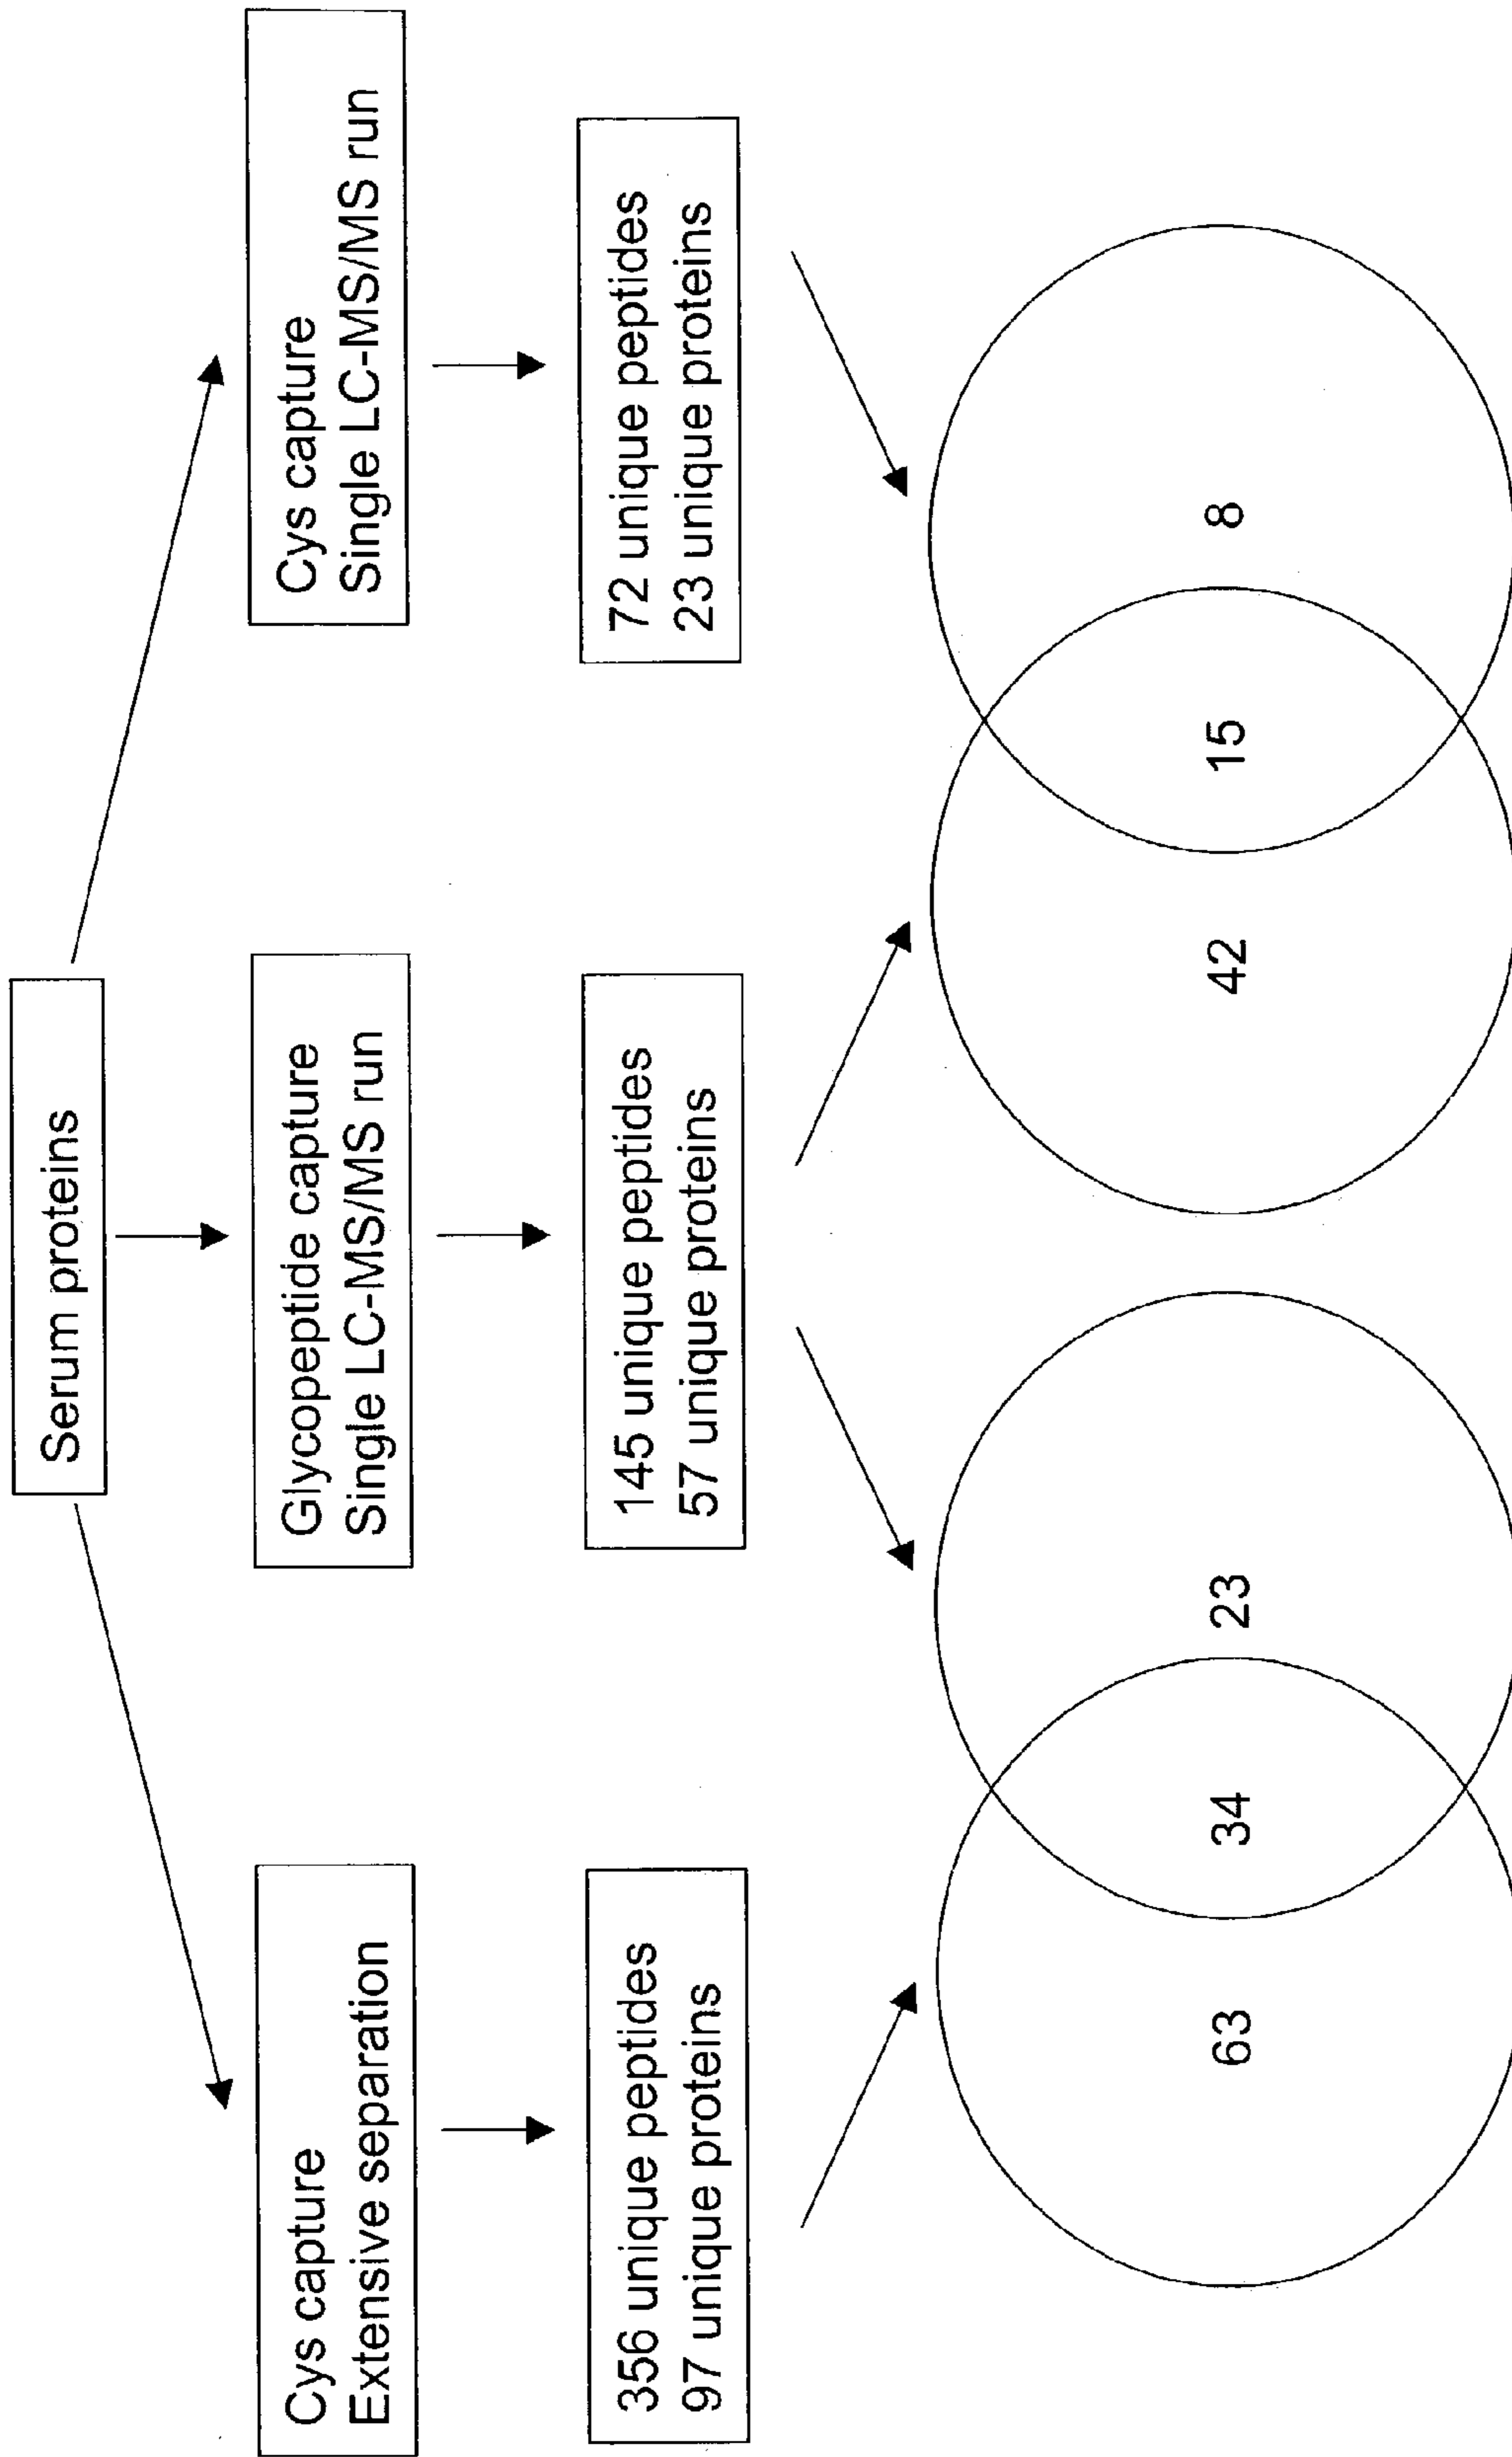 Serum proteins
Cys capture
Extensive separation
Glycopeptide capture
Single LC-MS/MS run
Cys capture
Single LC-MS/MS run
356 unique peptides
97 unique proteins
145 unique peptides
57 unique proteins
72 unique peptides
23 unique proteins
63
34
23
42
15
8